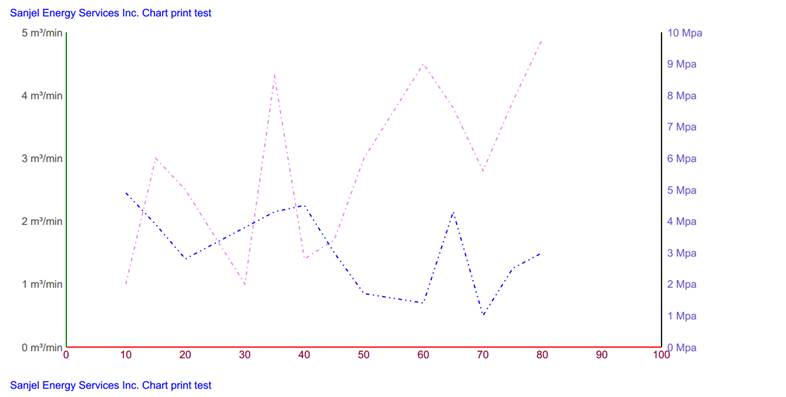 Sanjel Energy Services Inc. Chart print test
5 m³/min
10 Mpa
9 Mpa
4 m³/min
8 Mpa
7 Mpa
3 m³/min
6 Mpa
5 Mpa
2 m³/min
4 Mpa
3 Mpa
1 m³/min
2 Mpa
1 Mpa
0 m³/min
0 Mpa
0 10 20 30 40 50 60 70 80 90 100
Sanjel Energy Services Inc. Chart print test